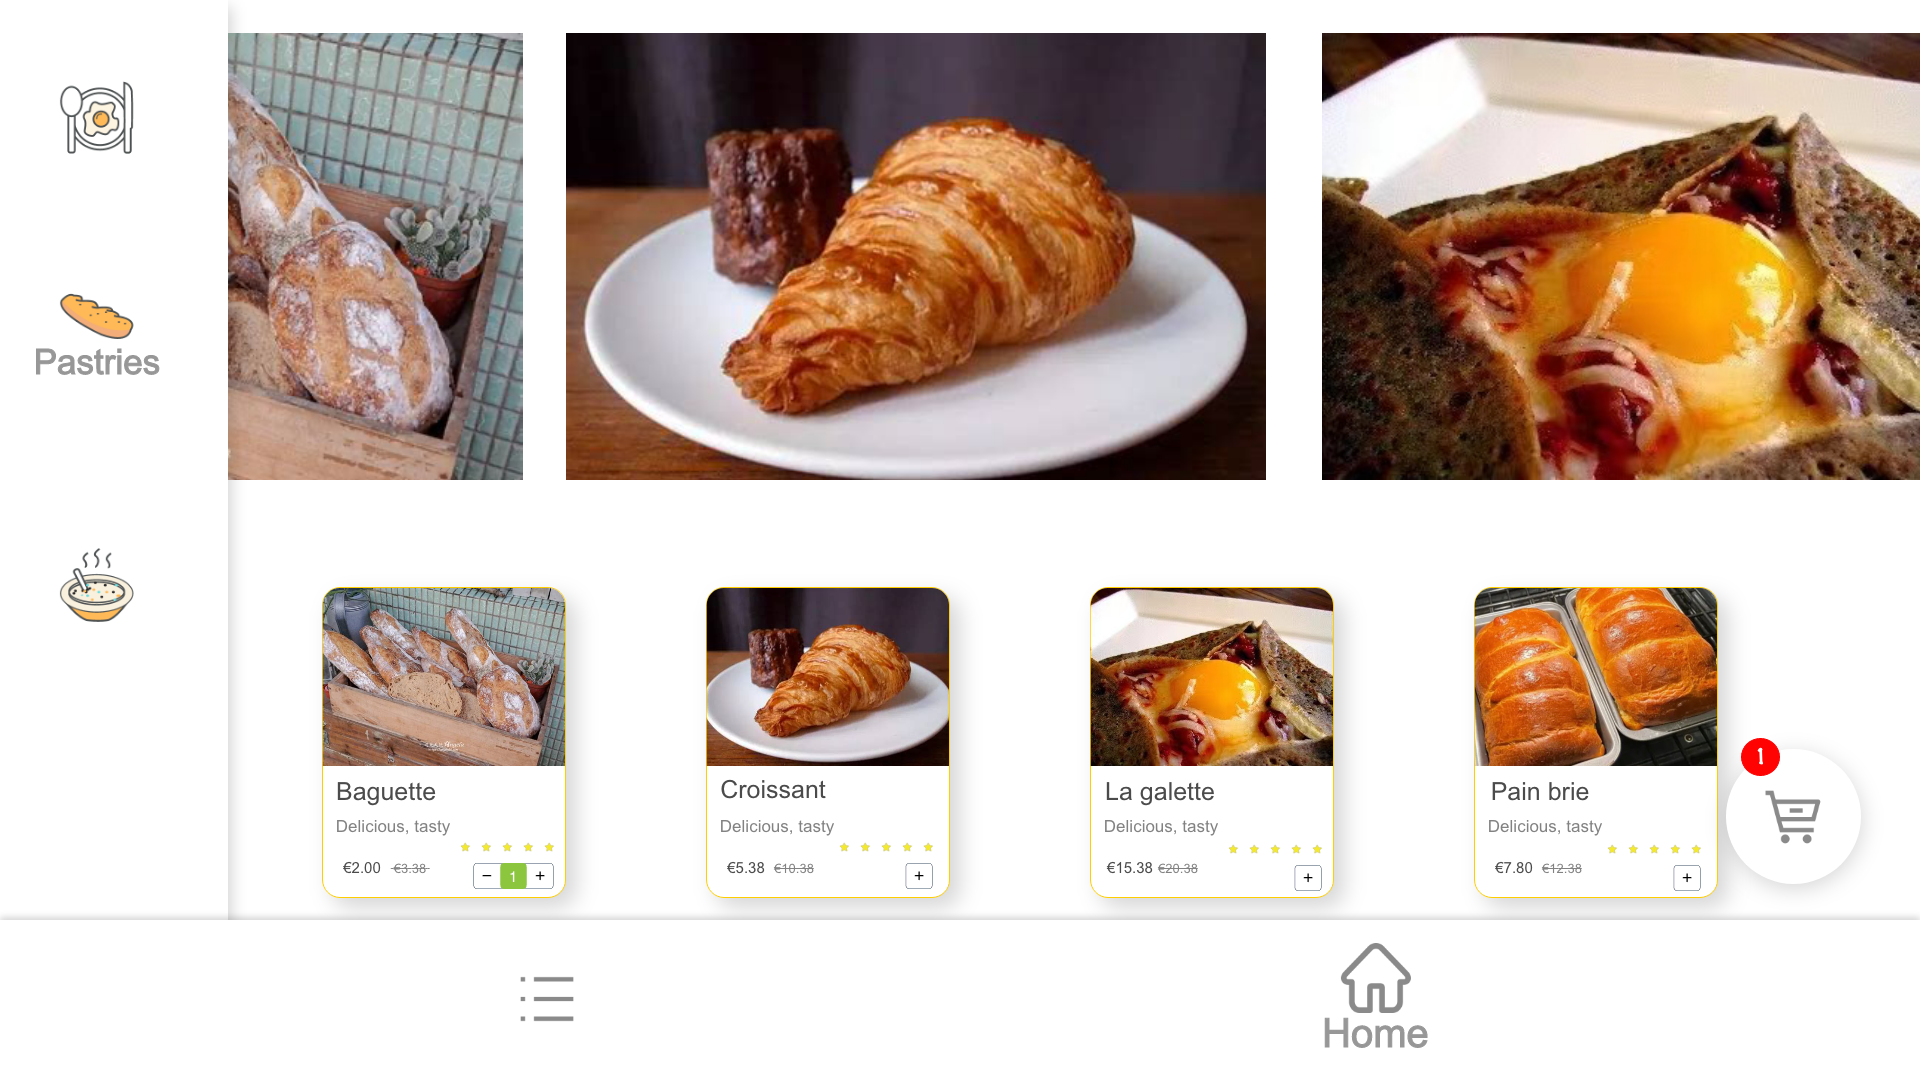 Pastries
Baguette
Delicious, tasty
€2.00 €3.38
− 1 +
Croissant
Delicious, tasty
€5.38 €10.38
+
La galette
Delicious, tasty
€15.38 €20.38
+
Pain brie
Delicious, tasty
€7.80 €12.38
+
1
Home